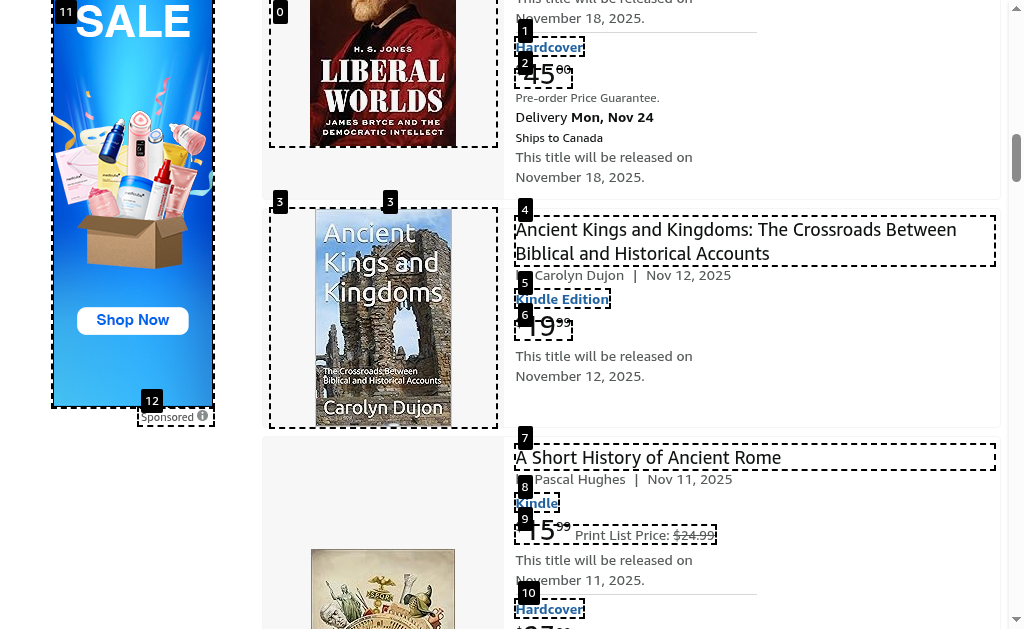 SALE
Shop Now
Sponsored
H. S. JONES
LIBERAL
WORLDS
JAMES BRYCE AND THE
DEMOCRATIC INTELLECT
This title will be released on
November 18, 2025.
Hardcover
45 00
Pre-order Price Guarantee.
Delivery Mon, Nov 24
Ships to Canada
This title will be released on
November 18, 2025.
Ancient
Kings and
Kingdoms
The Crossroads Between
Biblical and Historical Accounts
Carolyn Dujon
Ancient Kings and Kingdoms: The Crossroads Between
Biblical and Historical Accounts
Carolyn Dujon | Nov 12, 2025
Kindle Edition
19 99
This title will be released on
November 12, 2025.
A Short History of Ancient Rome
Pascal Hughes | Nov 11, 2025
Kindle
15 99 Print List Price: $24.99
This title will be released on
November 11, 2025.
Hardcover
0
1
2
3
3
4
5
6
7
8
9
10
11
12